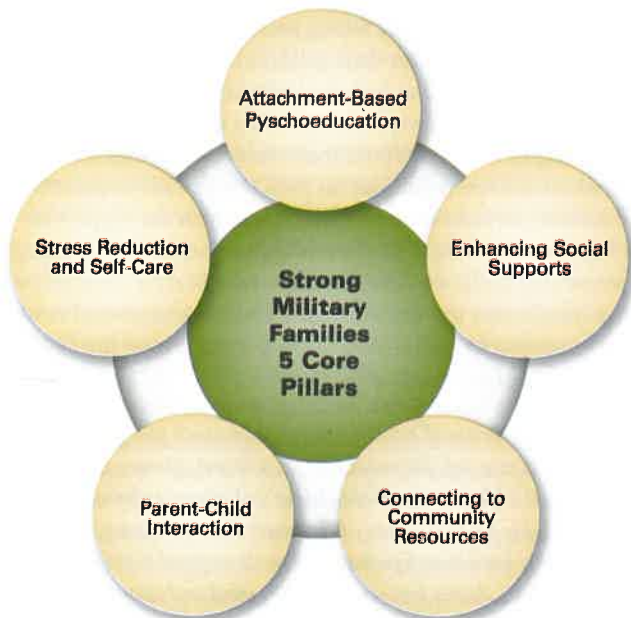 Attachment-Based
Pyschoeducation
Stress Reduction
and Self-Care
Enhancing Social
Supports
Strong
Military
Families
5 Core
Pillars
Parent-Child
Interaction
Connecting to
Community
Resources